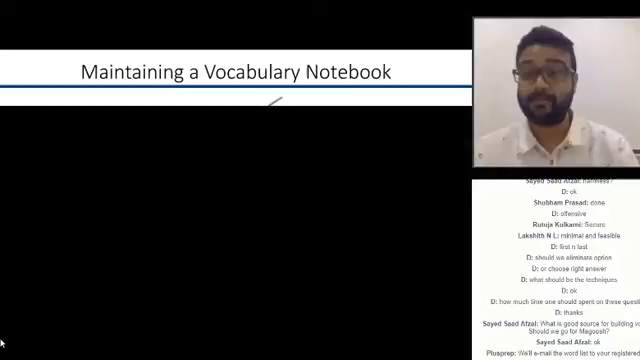 Maintaining a Vocabulary Notebook
Sayed Saad Afzal: harmless?
D: ok
Shubham Prasad: done
D: offensive
Rutuja Kulkarni: Secure
Lakshith N L: minimal and feasible
D: first n last
D: should we eliminate option
D: or choose right answer
D: what should be the techniques
D: ok
D: how much time one should spent on these questi
D: thanks
Sayed Saad Afzal: What is good source for building vo
Should we go for Magoosh?
Sayed Saad Afzal: ok
Plusprep: We'll e-mail the word list to your registered